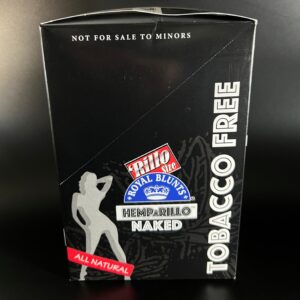 NOT FOR SALE TO MINORS
'Rillo
Size
ROYAL BLUNTS
HEMPARILLO
NAKED
ALL NATURAL
TOBACCO FREE